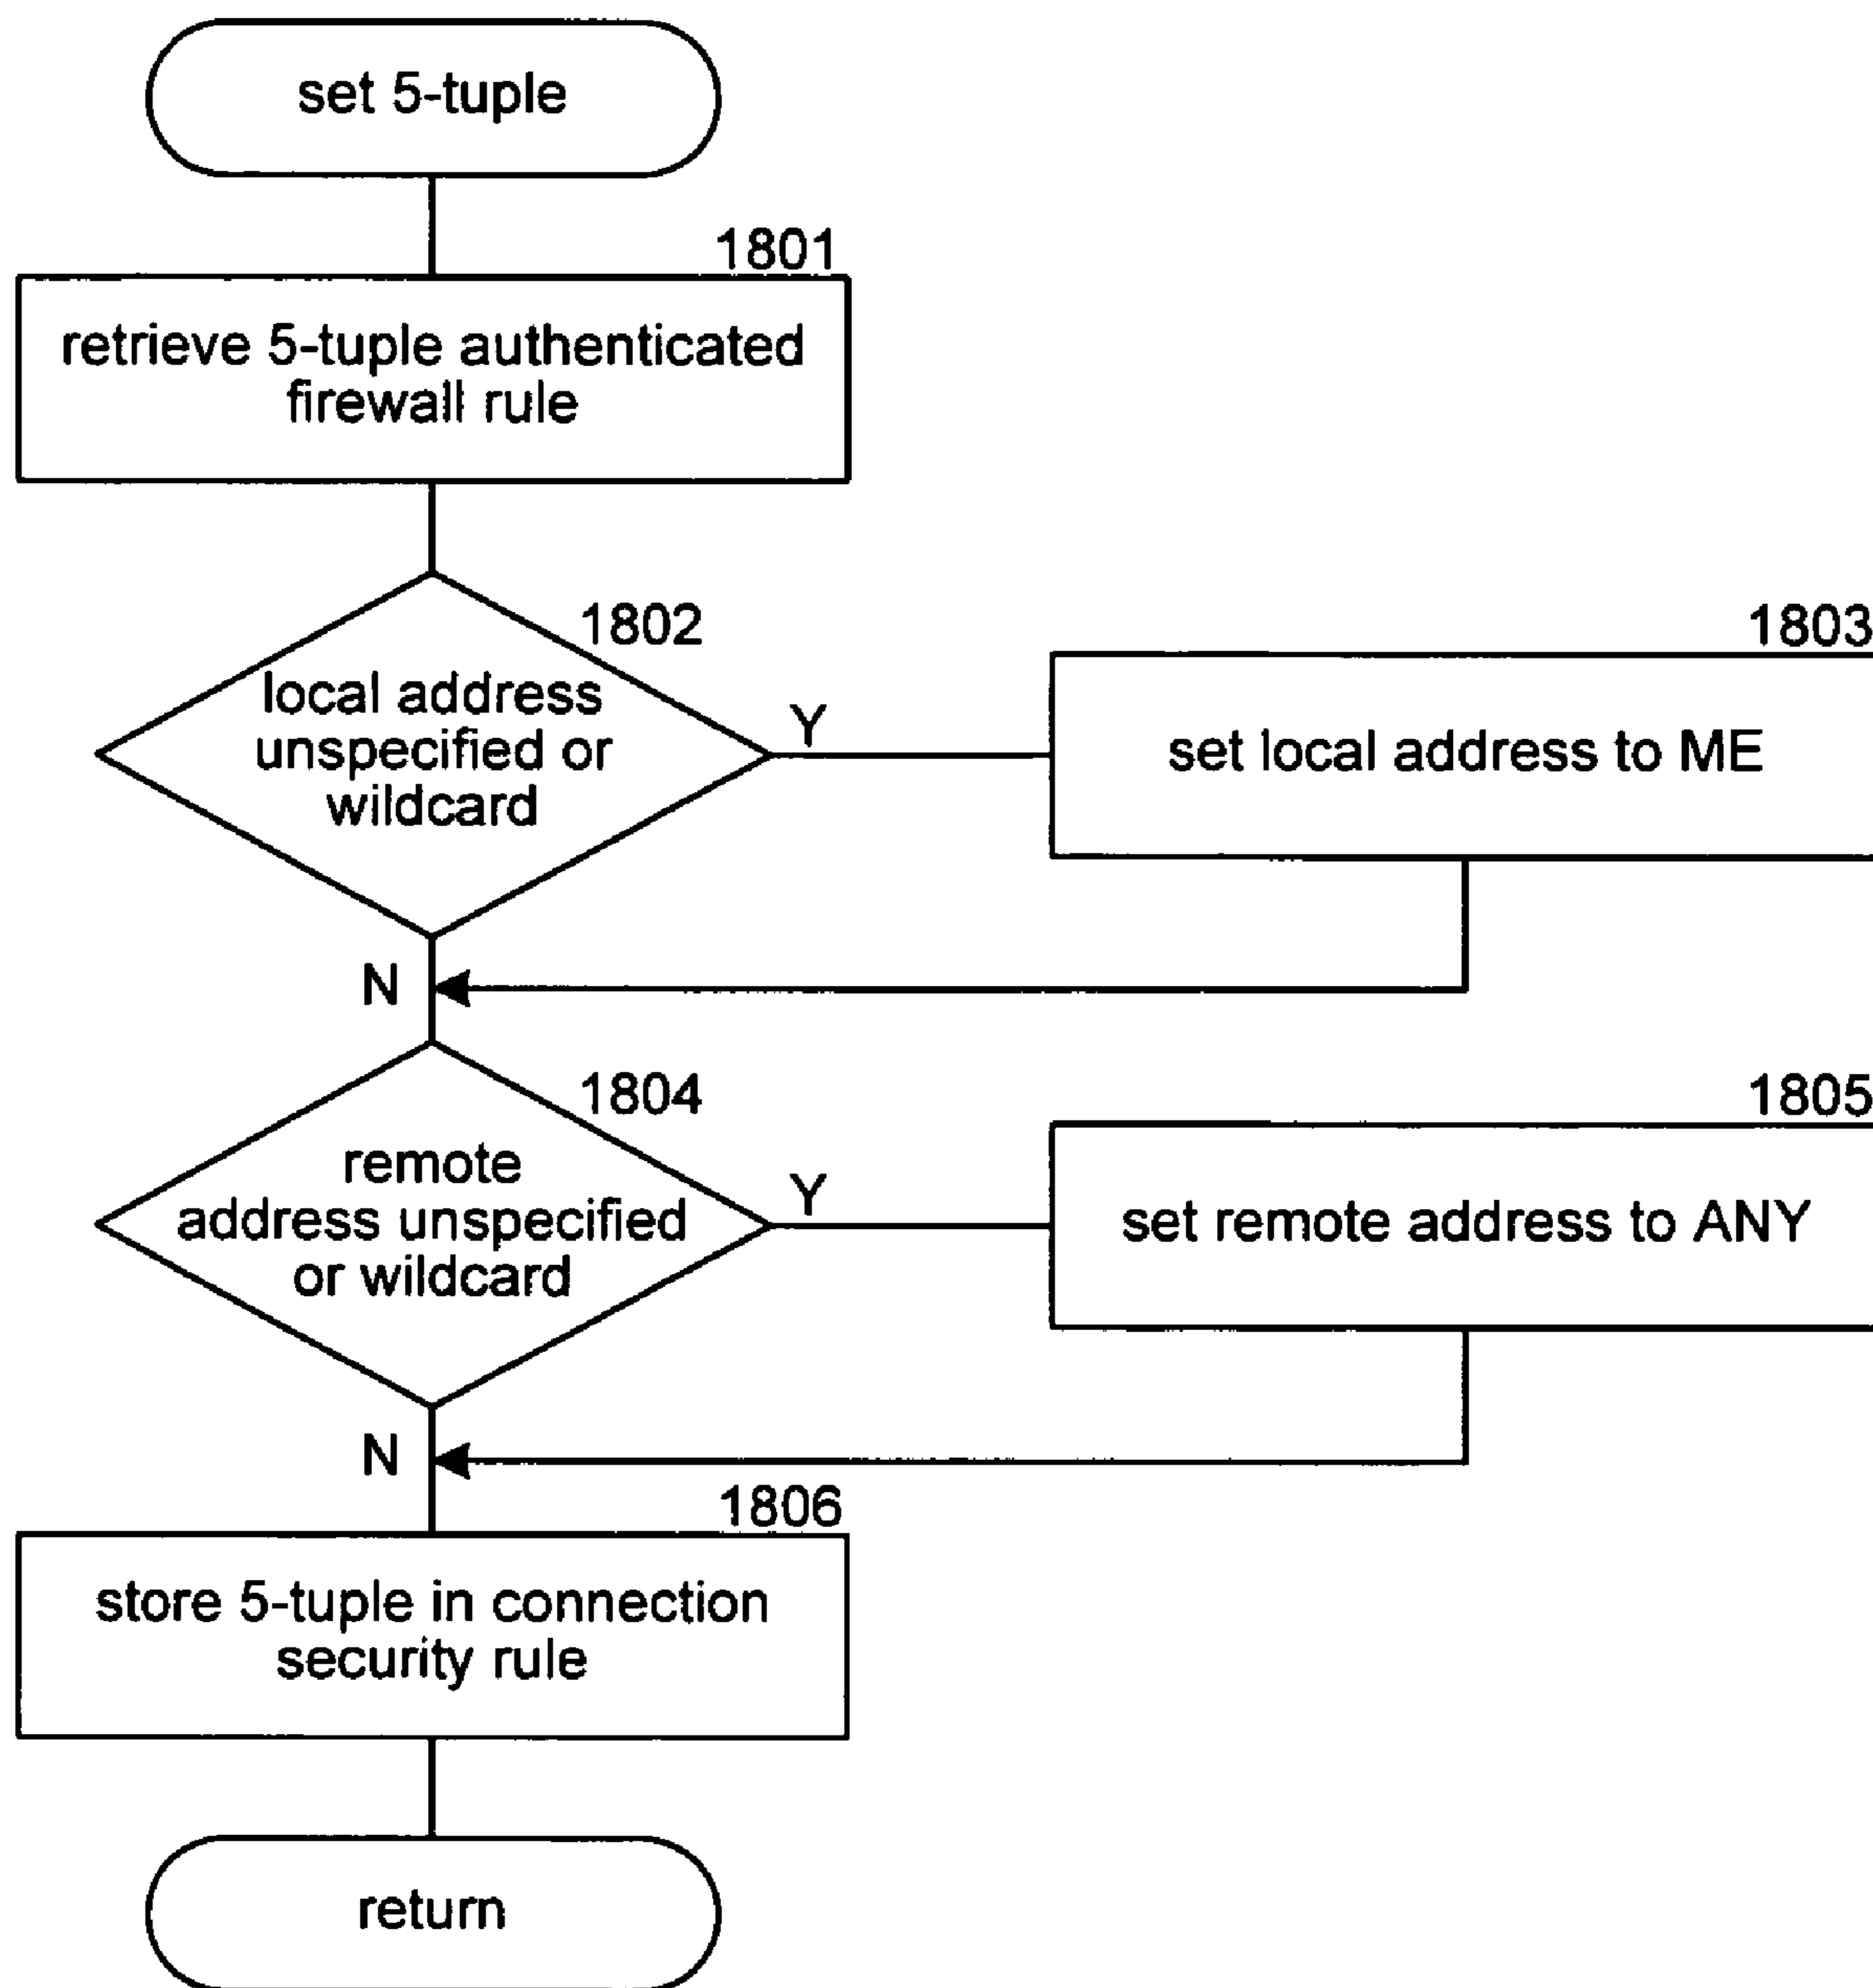 set 5-tuple
1801
retrieve 5-tuple authenticated
firewall rule
1802
local address
unspecified or
wildcard
Y
1803
set local address to ME
N
1804
remote
address unspecified
or wildcard
Y
1805
set remote address to ANY
N
1806
store 5-tuple in connection
security rule
return